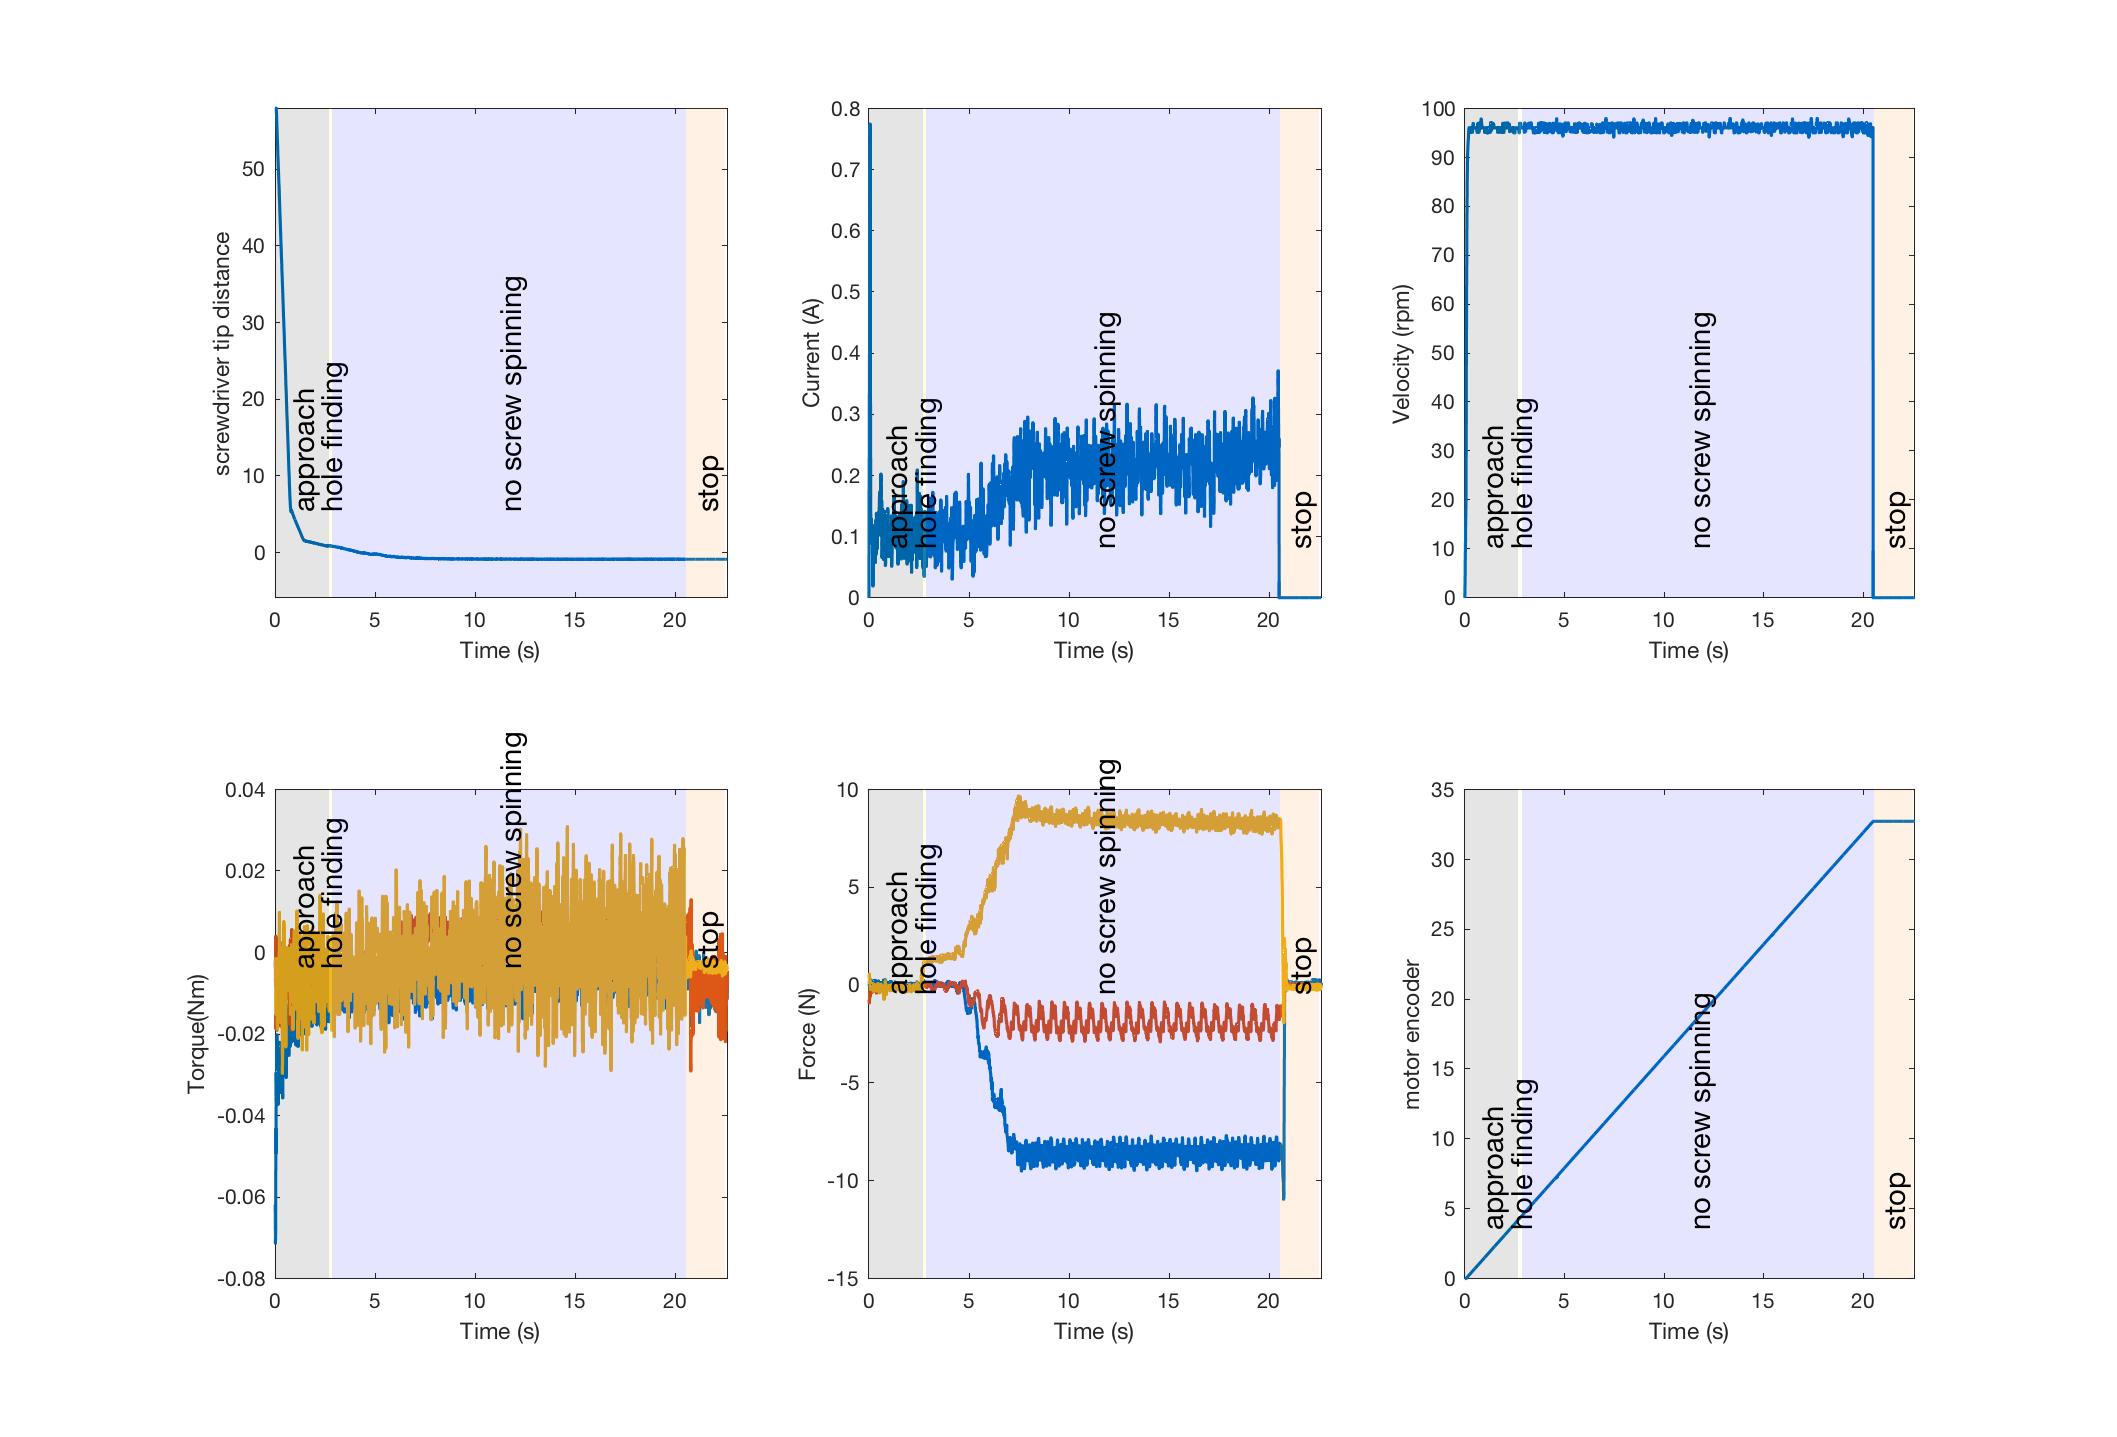 screwdriver tip distance
50
40
30
20
10
0
0 5 10 15 20
Time (s)
approach
hole finding
no screw spinning
stop
Current (A)
0.8
0.7
0.6
0.5
0.4
0.3
0.2
0.1
0
0 5 10 15 20
Time (s)
approach
hole finding
no screw spinning
stop
Velocity (rpm)
100
90
80
70
60
50
40
30
20
10
0
0 5 10 15 20
Time (s)
approach
hole finding
no screw spinning
stop
Torque(Nm)
0.04
0.02
0
-0.02
-0.04
-0.06
-0.08
0 5 10 15 20
Time (s)
approach
hole finding
no screw spinning
stop
Force (N)
10
5
0
-5
-10
-15
0 5 10 15 20
Time (s)
approach
hole finding
no screw spinning
stop
motor encoder
35
30
25
20
15
10
5
0
0 5 10 15 20
Time (s)
approach
hole finding
no screw spinning
stop